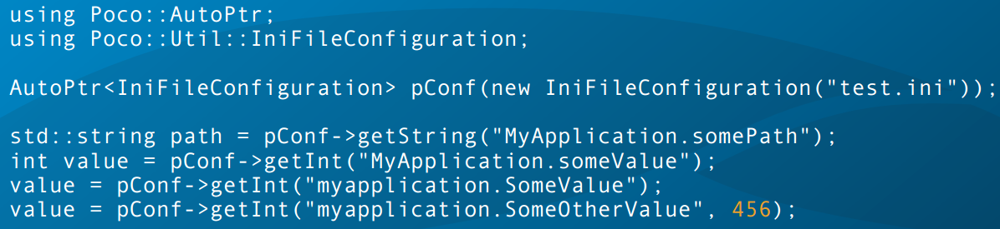 using Poco::AutoPtr;
using Poco::Util::IniFileConfiguration;
AutoPtr<IniFileConfiguration> pConf(new IniFileConfiguration("test.ini"));
std::string path = pConf->getString("MyApplication.somePath");
int value = pConf->getInt("MyApplication.someValue");
value = pConf->getInt("myapplication.SomeValue");
value = pConf->getInt("myapplication.SomeOtherValue", 456);